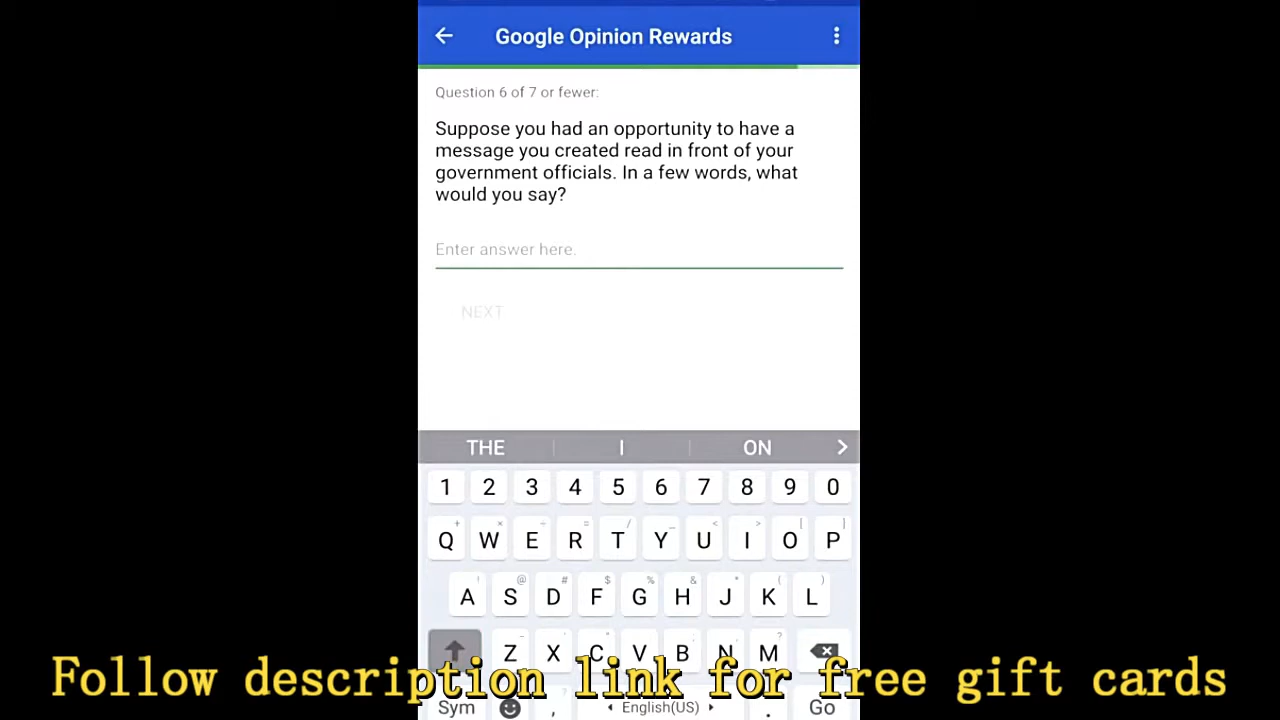 Google Opinion Rewards
Question 6 of 7 or fewer:
Suppose you had an opportunity to have a
message you created read in front of your
government officials. In a few words, what
would you say?
Enter answer here.
NEXT
THE I ON
1 2 3 4 5 6 7 8 9 0
Q W E R T Y U I O P
A S D F G H J K L
Z X C V B N M
Follow description link for free gift cards
Sym , English(US) . Go